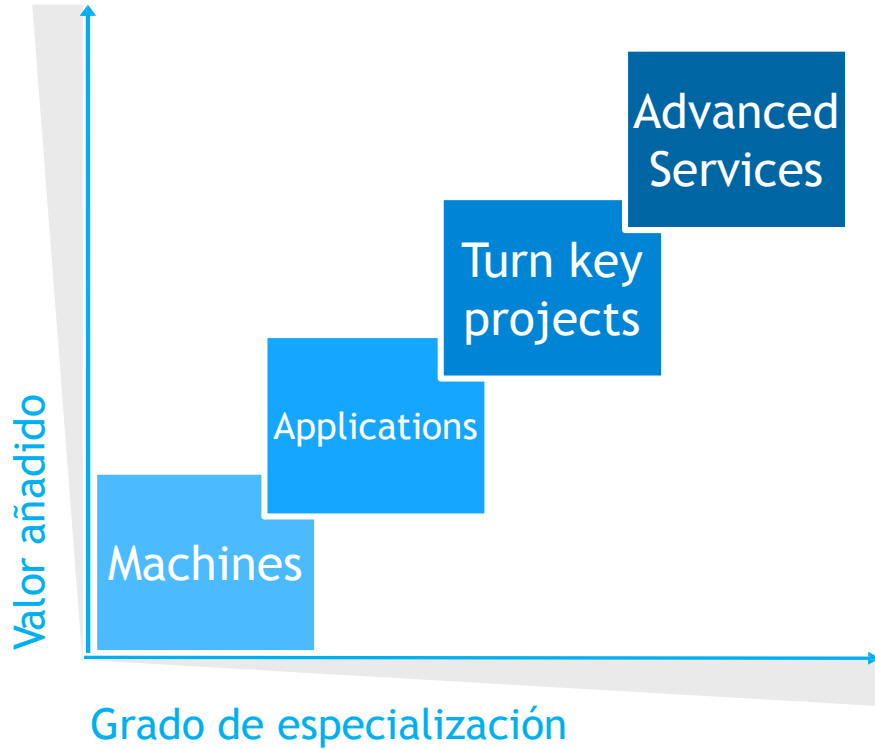 Advanced
Services
Turn key
projects
Applications
Machines
Valor añadido
Grado de especialización